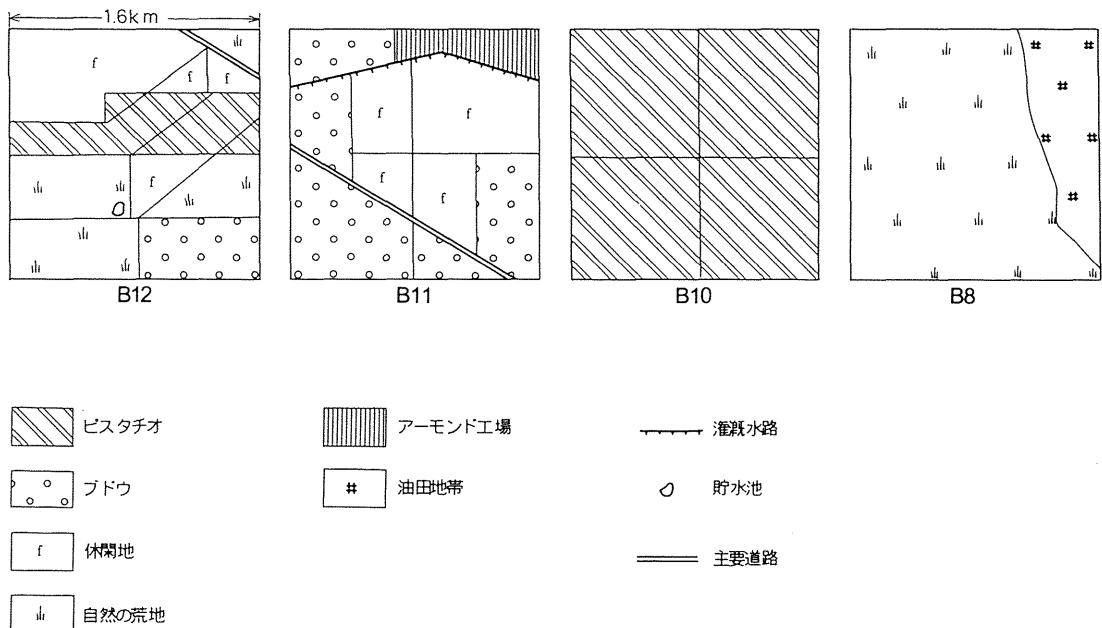 1.6km
f
f
f
f
B12
f
f
f
f
B11
B10
B8
ピスタチオ
アーモンド工場
灌漑水路
ブドウ
油田地帯
貯水池
f
休閑地
主要道路
自然の荒地